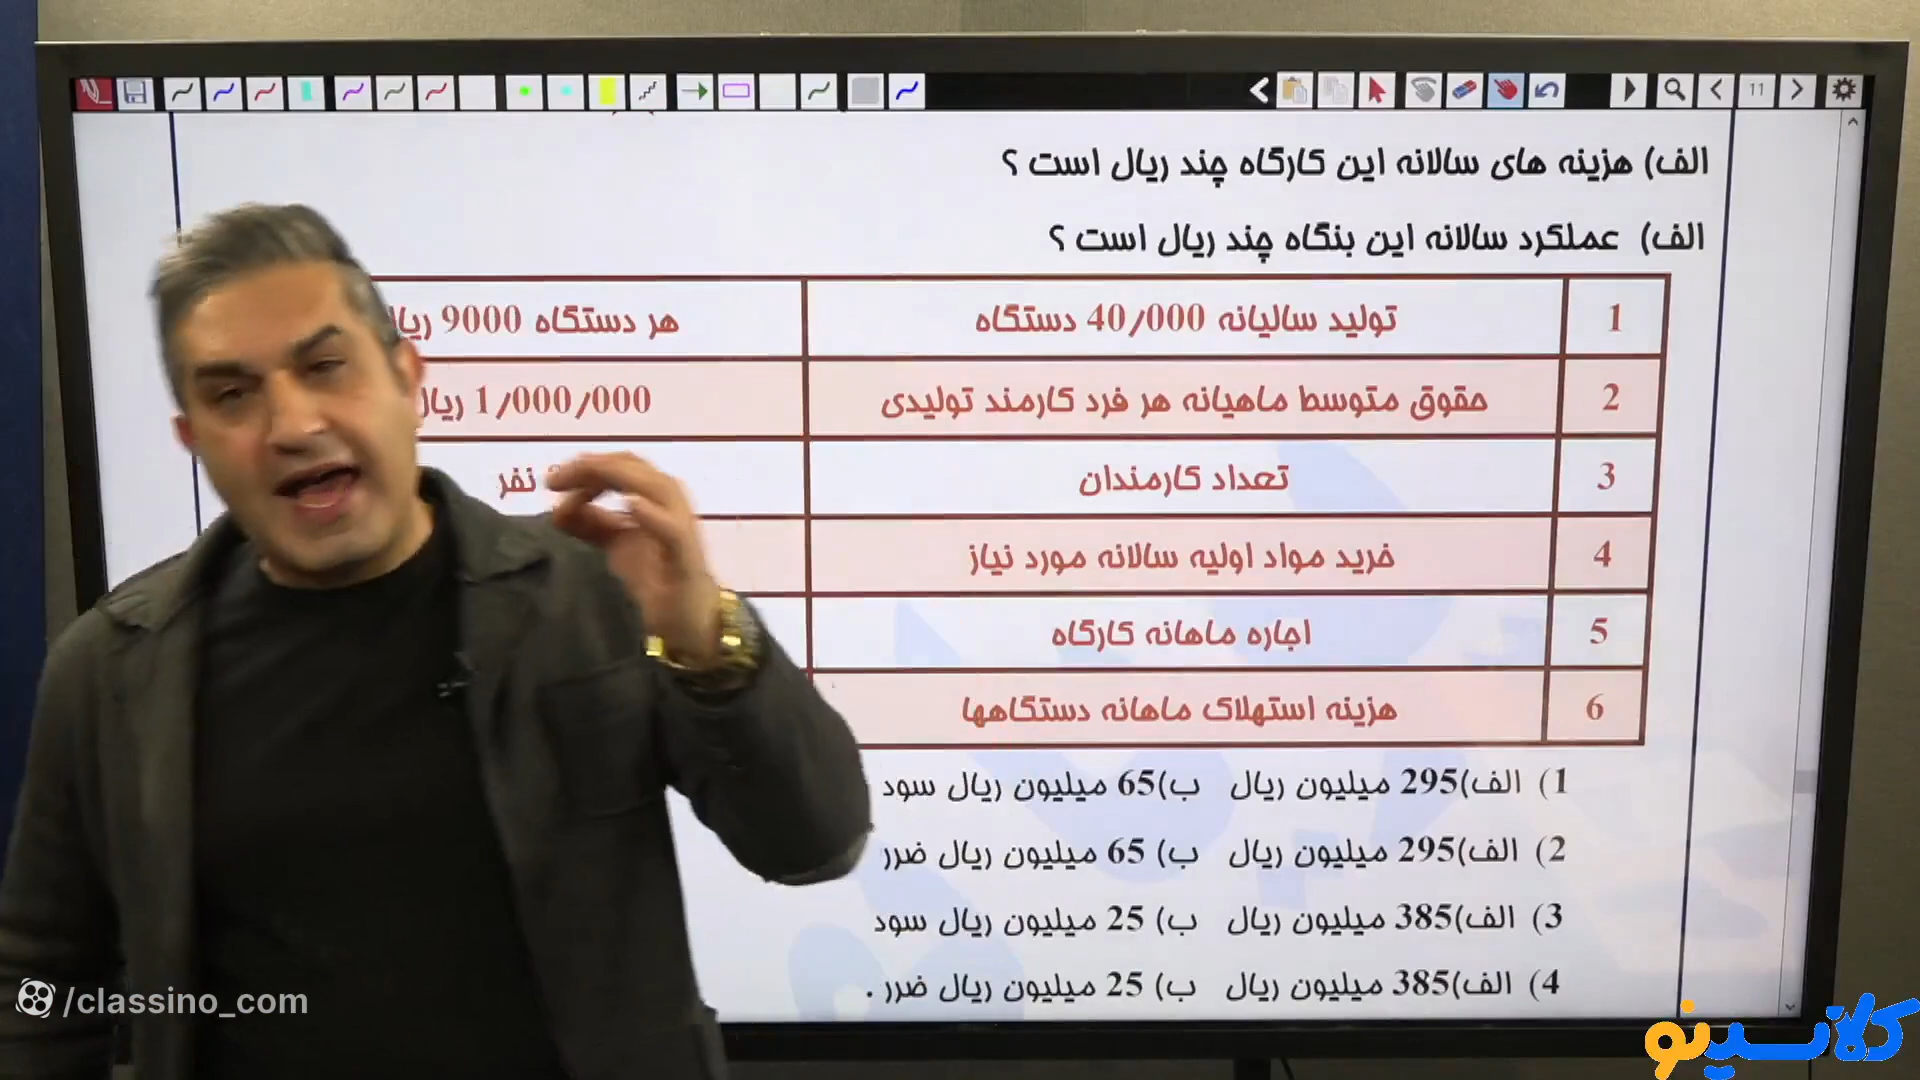 11
الف) هزینه های سالانه این کارگاه چند ریال است ؟
الف) عملکرد سالانه این بنگاه چند ریال است ؟
1 تولید سالیانه 40/000 دستگاه هر دستگاه 9000
2 حقوق متوسط ماهیانه هر فرد کارمند تولیدی 1/000/000 ریال
3 تعداد کارمندان نفر
4 خرید مواد اولیه سالانه مورد نیاز
5 اجاره ماهانه کارگاه
6 هزینه استهلاک ماهانه دستگاهها
1) الف)295 میلیون ریال ب)65 میلیون ریال سود
2) الف)295 میلیون ریال ب) 65 میلیون ریال ضرر
3) الف)385 میلیون ریال ب) 25 میلیون ریال سود
4) الف)385 میلیون ریال ب) 25 میلیون ریال ضرر .
/classino_com
کلاسینو